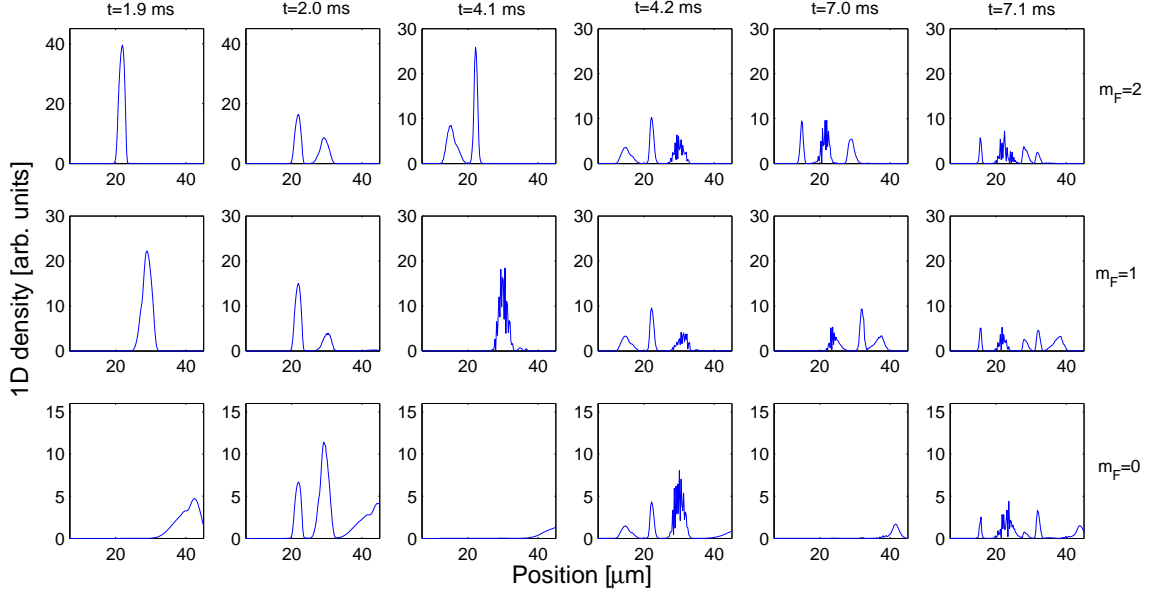 t=1.9 ms t=2.0 ms t=4.1 ms t=4.2 ms t=7.0 ms t=7.1 ms
40 40 30 30 30 30
20 20 20 20 20 20
10 10 10 10
0 0 0 0 0 0
20 40 20 40 20 40 20 40 20 40 20 40
m_F=2
30 30 30 30 30 30
20 20 20 20 20 20
10 10 10 10 10 10
0 0 0 0 0 0
20 40 20 40 20 40 20 40 20 40 20 40
m_F=1
15 15 15 15 15 15
10 10 10 10 10 10
5 5 5 5 5 5
0 0 0 0 0 0
20 40 20 40 20 40 20 40 20 40 20 40
m_F=0
1D density [arb. units]
Position [μm]